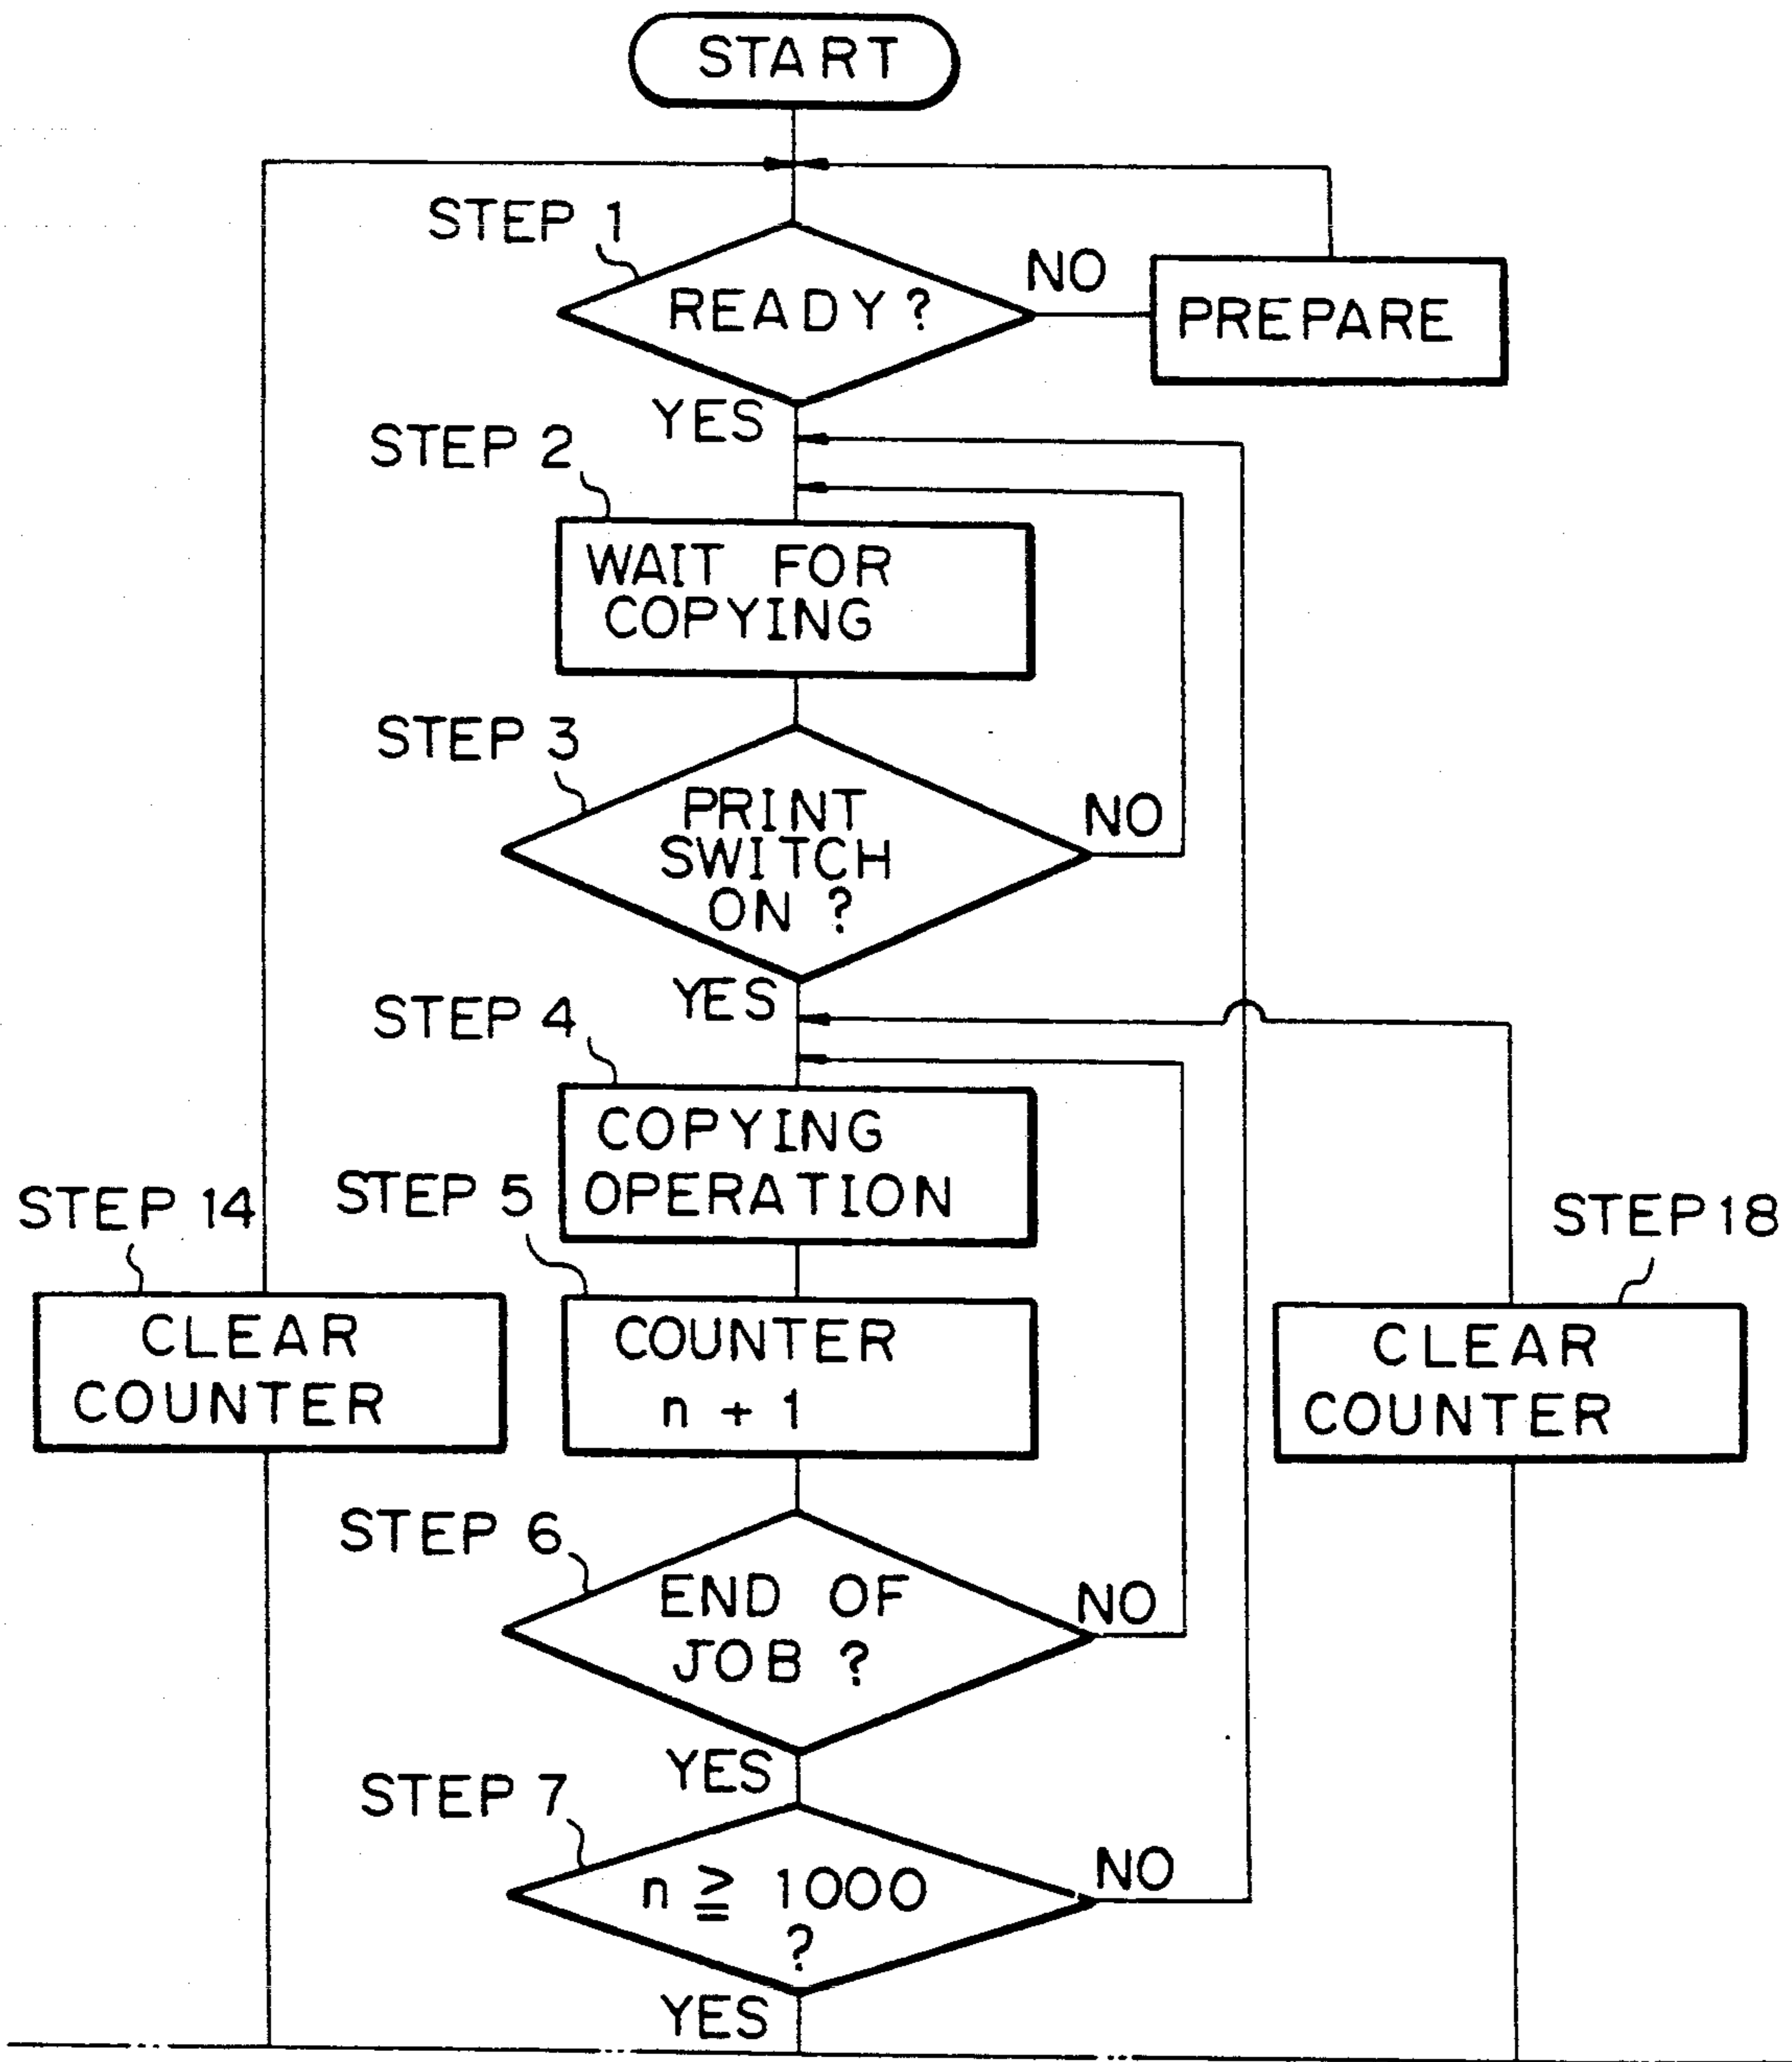 START
STEP 1
READY?
NO
PREPARE
YES
STEP 2
WAIT FOR
COPYING
STEP 3
PRINT
SWITCH
ON ?
NO
YES
STEP 4
COPYING
OPERATION
STEP 14
STEP 5
STEP 18
CLEAR
COUNTER
COUNTER
n + 1
CLEAR
COUNTER
STEP 6
END OF
JOB ?
NO
YES
STEP 7
n ≧ 1000
?
NO
YES